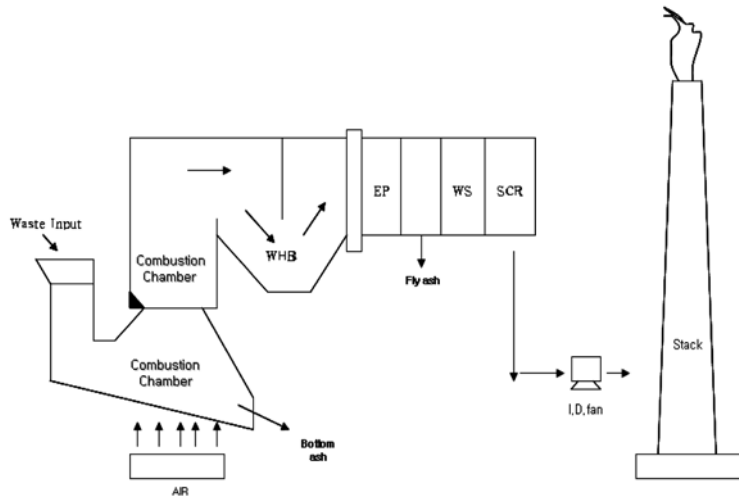 Waste Input
Combustion
Chamber
Combustion
Chamber
WHB
EP
WS
SCR
Fly ash
Bottom
ash
AIR
I,D, fan
Stack